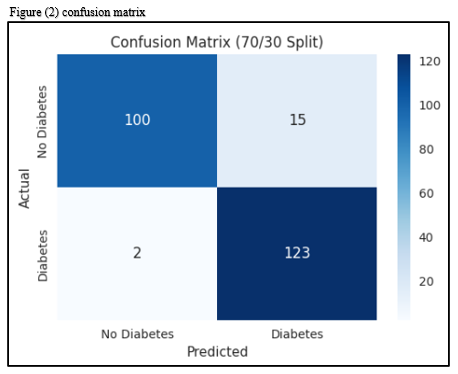 Figure (2) confusion matrix
Confusion Matrix (70/30 Split)
No Diabetes
100
15
120
100
80
60
40
20
Actual
Diabetes
2
123
No Diabetes
Diabetes
Predicted